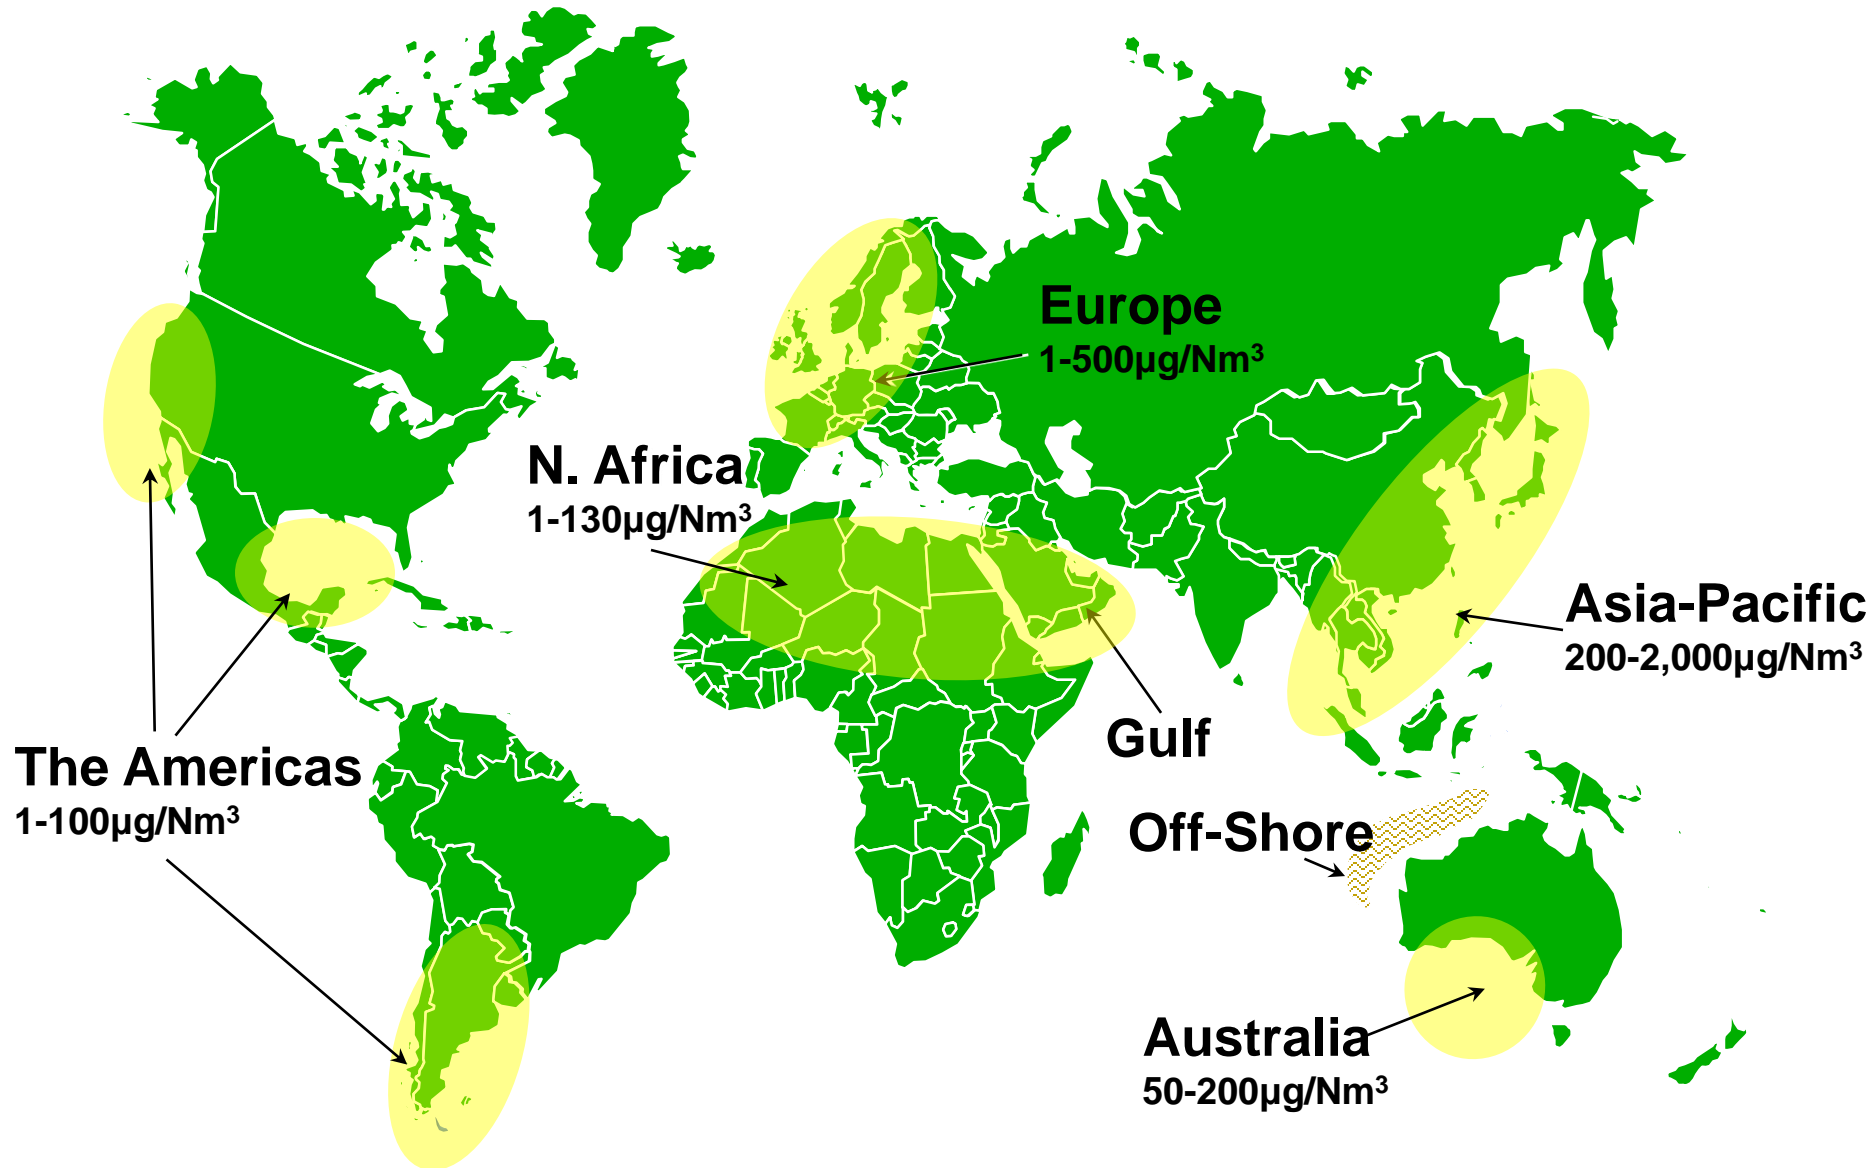 Europe
1-500µg/Nm³
N. Africa
1-130µg/Nm³
Asia-Pacific
200-2,000µg/Nm³
Gulf
The Americas
1-100µg/Nm³
Off-Shore
Australia
50-200µg/Nm³